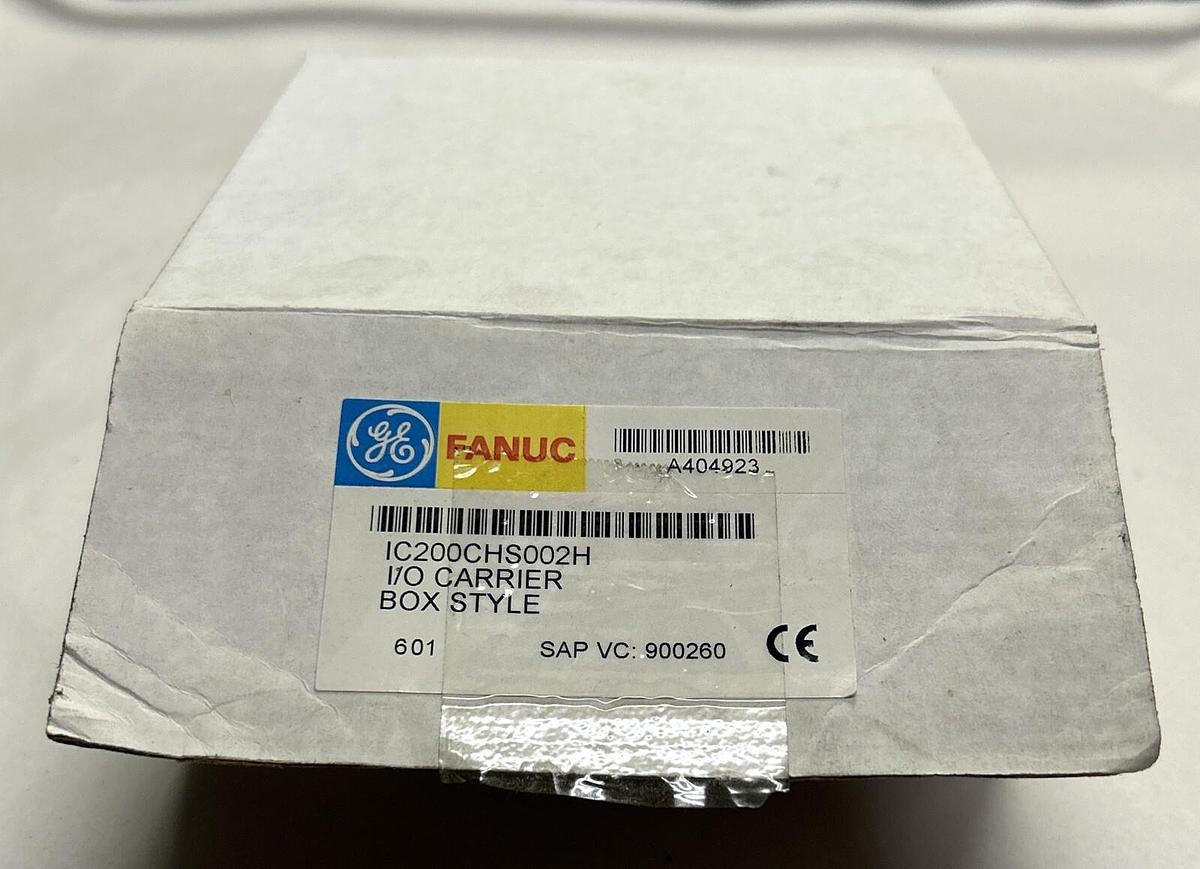 GE FANUC
A404923
IC200CHS002H
I/O CARRIER
BOX STYLE
601 SAP VC: 900260 CE